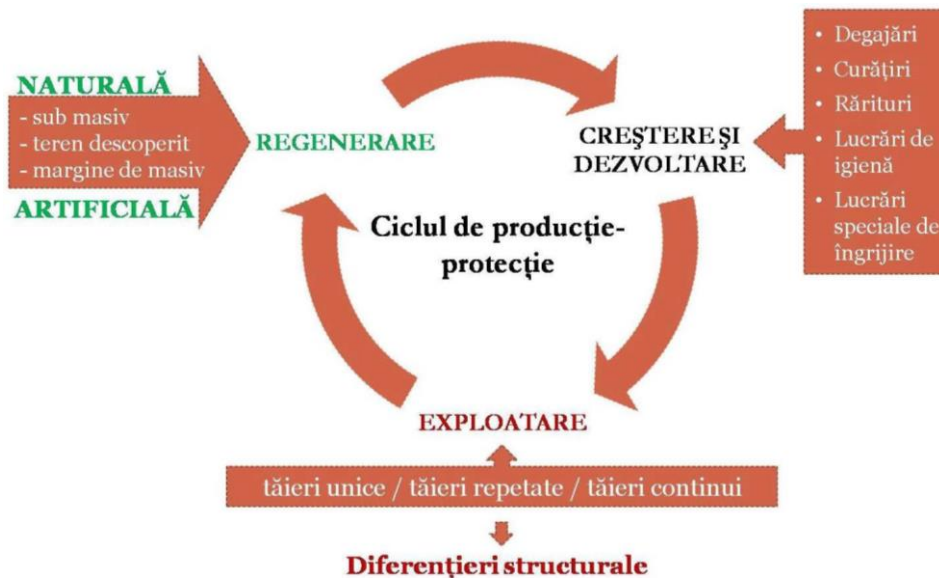 NATURALĂ
- sub masiv
- teren descoperit
- margine de masiv
ARTIFICIALĂ
REGENERARE
CREŞTERE ŞI
DEZVOLTARE
• Degajări
• Curăţiri
• Rărituri
• Lucrări de
igienă
• Lucrări
speciale de
îngrijire
Ciclul de producţie-
protecţie
EXPLOATARE
tăieri unice / tăieri repetate / tăieri continui
Diferenţieri structurale